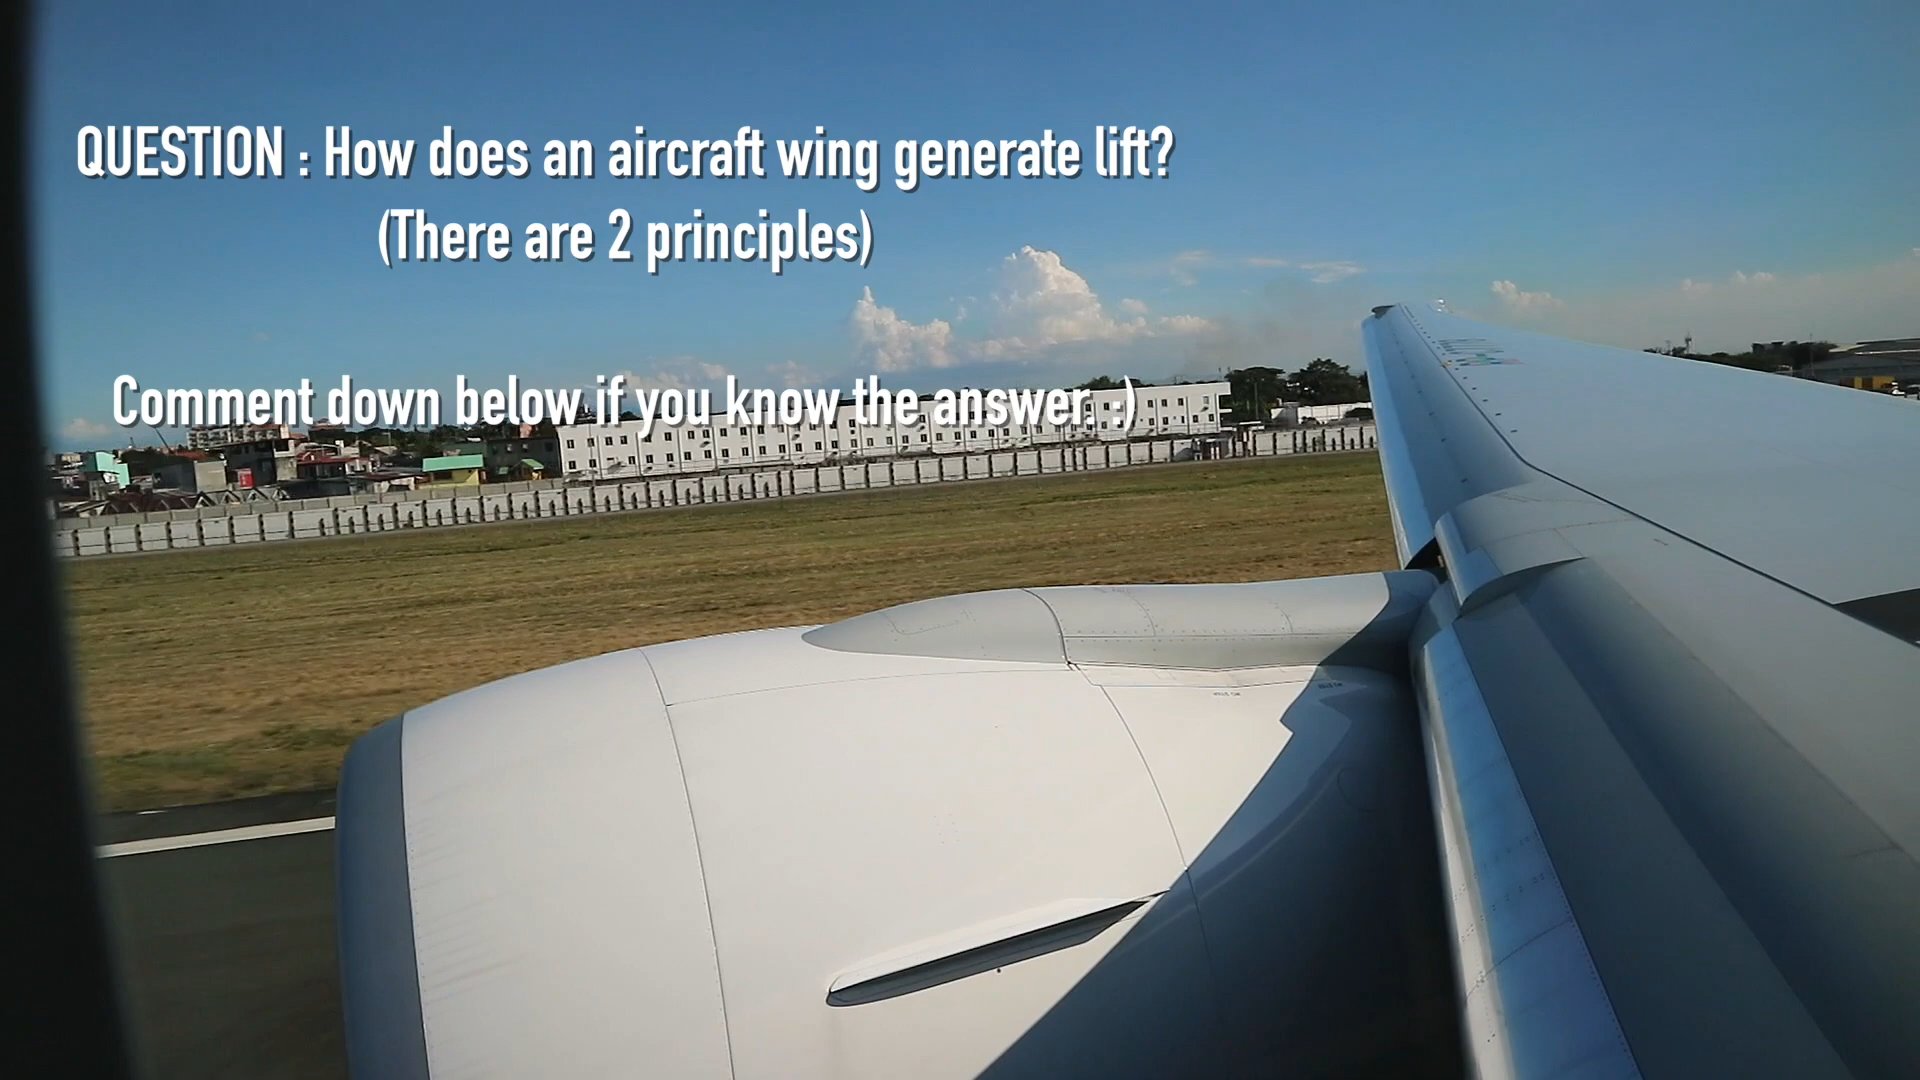 QUESTION : How does an aircraft wing generate lift?
(There are 2 principles)
Comment down below if you know the answer. :)